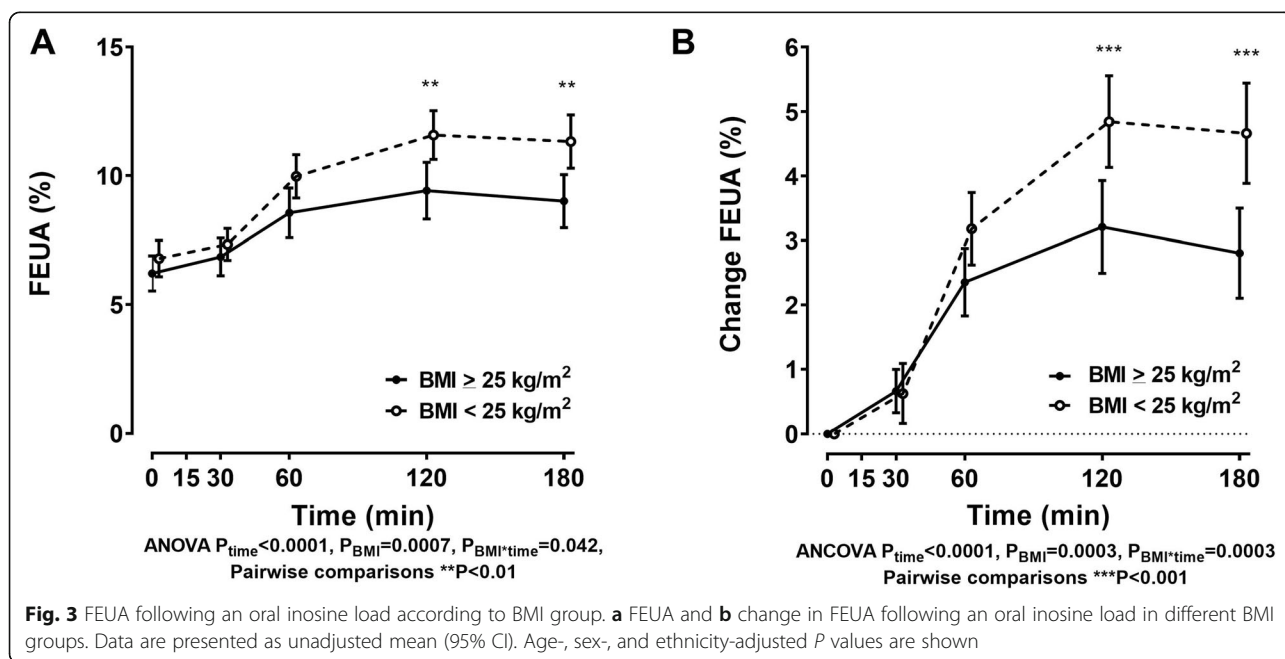 A
FEUA (%)
15
10
5
0
**
**
BMI ≥ 25 kg/m²
BMI < 25 kg/m²
0 15 30 60 120 180
Time (min)
ANOVA Ptime<0.0001, PBMI=0.0007, PBMI*time=0.042,
Pairwise comparisons **P<0.01
B
Change FEUA (%)
6
5
4
3
2
1
0
***
***
BMI ≥ 25 kg/m²
BMI < 25 kg/m²
0 15 30 60 120 180
Time (min)
ANCOVA Ptime<0.0001, PBMI=0.0003, PBMI*time=0.0003
Pairwise comparisons ***P<0.001
Fig. 3 FEUA following an oral inosine load according to BMI group. a FEUA and b change in FEUA following an oral inosine load in different BMI
groups. Data are presented as unadjusted mean (95% CI). Age-, sex-, and ethnicity-adjusted P values are shown